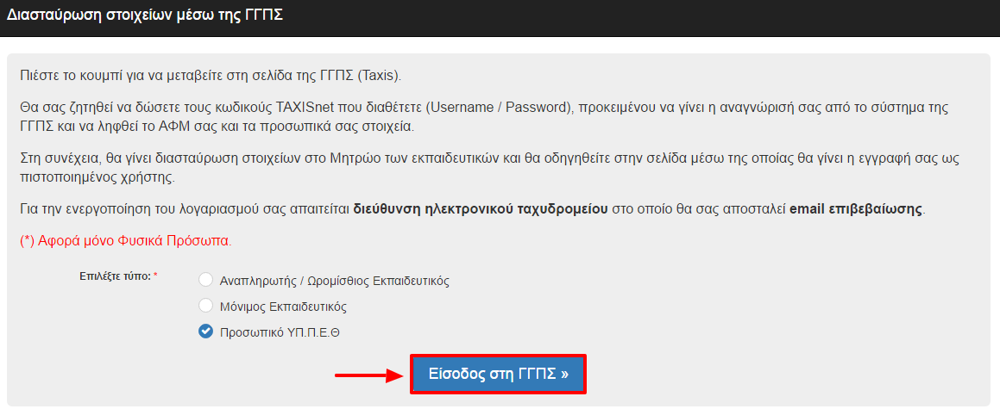 Διασταύρωση στοιχείων μέσω της ΓΓΠΣ
Πιέστε το κουμπί για να μεταβείτε στη σελίδα της ΓΓΠΣ (Taxis).
Θα σας ζητηθεί να δώσετε τους κωδικούς TAXISnet που διαθέτετε (Username / Password), προκειμένου να γίνει η αναγνώρισή σας από το σύστημα της
ΓΓΠΣ και να ληφθεί το ΑΦΜ σας και τα προσωπικά σας στοιχεία.
Στη συνέχεια, θα γίνει διασταύρωση στοιχείων στο Μητρώο των εκπαιδευτικών και θα οδηγηθείτε στην σελίδα μέσω της οποίας θα γίνει η εγγραφή σας ως
πιστοποιημένος χρήστης.
Για την ενεργοποίηση του λογαριασμού σας απαιτείται διεύθυνση ηλεκτρονικού ταχυδρομείου στο οποίο θα σας αποσταλεί email επιβεβαίωσης.
(*) Αφορά μόνο Φυσικά Πρόσωπα.
Επιλέξτε τύπο: *
Αναπληρωτής / Ωρομίσθιος Εκπαιδευτικός
Μόνιμος Εκπαιδευτικός
Προσωπικό ΥΠ.Π.Ε.Θ
Είσοδος στη ΓΓΠΣ »